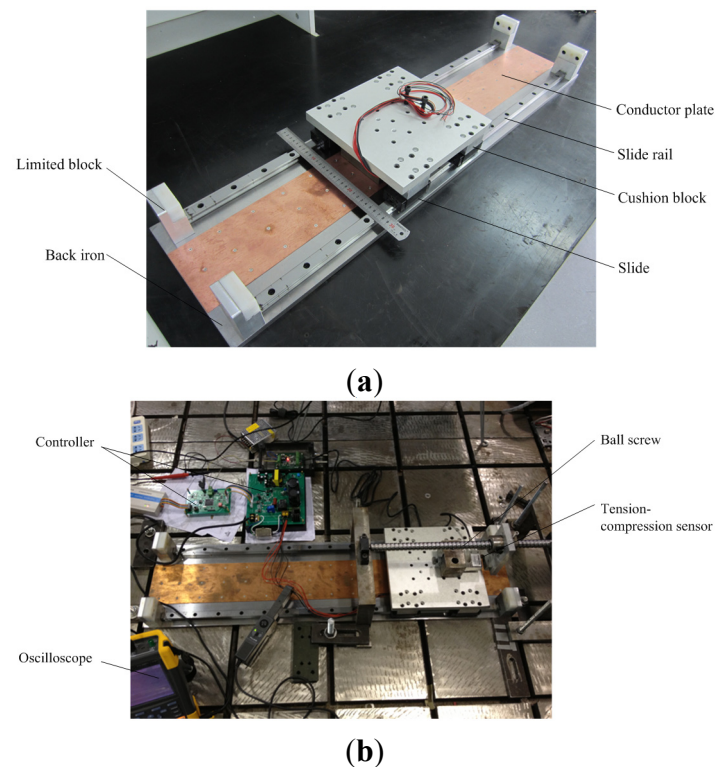 Conductor plate
Slide rail
Limited block
Cushion block
Back iron
Slide
(a)
Controller
Ball screw
Tension-
compression sensor
Oscilloscope
(b)